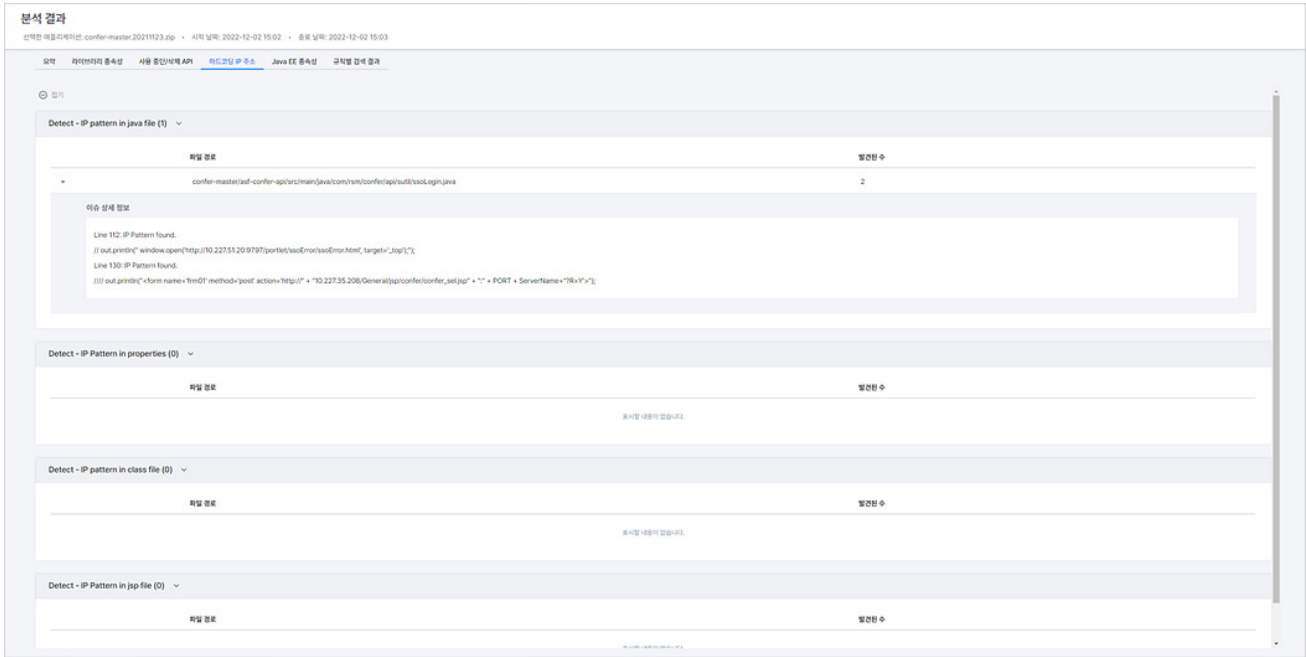 분석 결과
선택한 애플리케이션: confer-master.20211123.zip • 시작 날짜: 2022-12-02 15:02 • 종료 날짜: 2022-12-02 15:03
요약 라이브러리 종속성 사용 중단/삭제 API 하드코딩 IP 주소 Java EE 종속성 규칙별 검색 결과
접기
Detect - IP pattern in java file (1)
파일 경로 발견된 수
confer-master/asf-confer-api/src/main/java/com/rsm/confer/api/sutil/ssoLogin.java 2
이슈 상세 정보
Line 112: IP Pattern found.
// out.println(" window.open('http://10.227.51.20:9797/portlet/ssoError/ssoError.html', target='_top');");
Line 130: IP Pattern found.
//// out.println("<form name='frm01' method='post' action='http://" + "10.227.35.208/General/jsp/confer/confer_sel.jsp" + ":" + PORT + ServerName+"?R=Y'>");
Detect - IP Pattern in properties (0)
파일 경로 발견된 수
표시할 내용이 없습니다.
Detect - IP pattern in class file (0)
파일 경로 발견된 수
표시할 내용이 없습니다.
Detect - IP Pattern in jsp file (0)
파일 경로 발견된 수